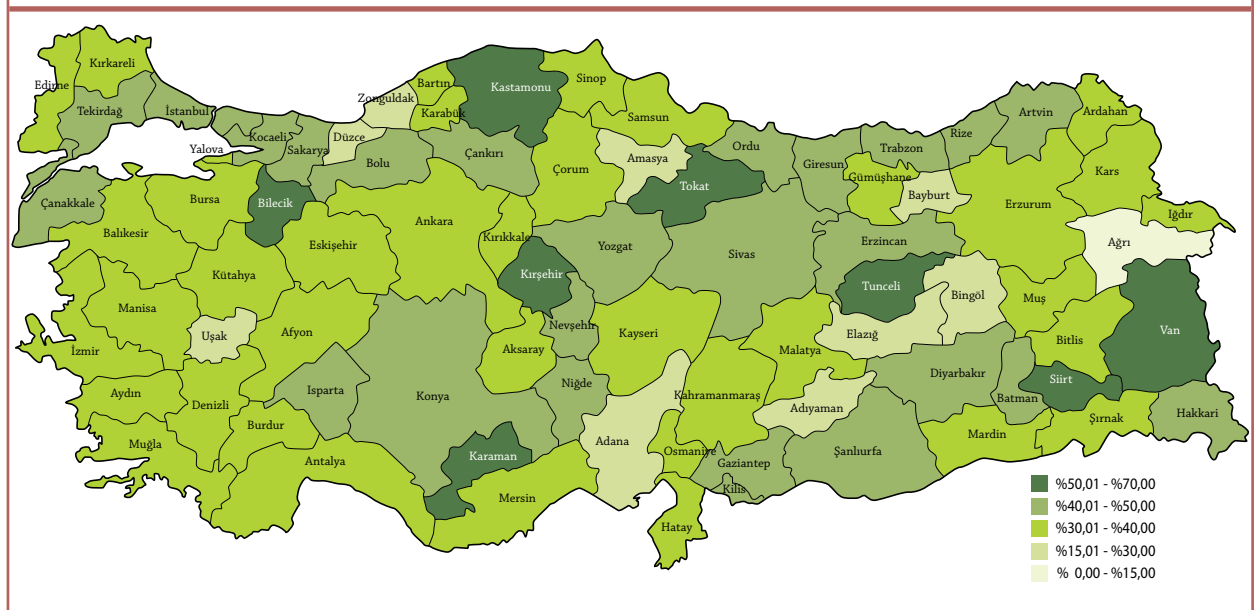 Kırkareli
Edirne
Tekirdağ
İstanbul
Kocaeli
Yalova
Sakarya
Düzce
Zonguldak
Bartın
Karabük
Kastamonu
Sinop
Samsun
Bolu
Çankırı
Çorum
Amasya
Tokat
Ordu
Giresun
Trabzon
Gümüşhane
Rize
Bayburt
Artvin
Ardahan
Kars
Iğdır
Erzurum
Ağrı
Çanakkale
Balıkesir
Bursa
Bilecik
Eskişehir
Kütahya
Ankara
Kırıkkale
Kırşehir
Yozgat
Sivas
Erzincan
Tunceli
Bingöl
Elazığ
Muş
Bitlis
Van
Manisa
Uşak
Afyon
İzmir
Aydın
Denizli
Muğla
Burdur
Isparta
Antalya
Konya
Aksaray
Nevşehir
Niğde
Kayseri
Malatya
Kahramanmaraş
Adıyaman
Diyarbakır
Batman
Siirt
Şırnak
Hakkari
Mardin
Şanlıurfa
Gaziantep
Kilis
Osmaniye
Adana
Karaman
Mersin
Hatay
%50,01 - %70,00
%40,01 - %50,00
%30,01 - %40,00
%15,01 - %30,00
% 0,00 - %15,00